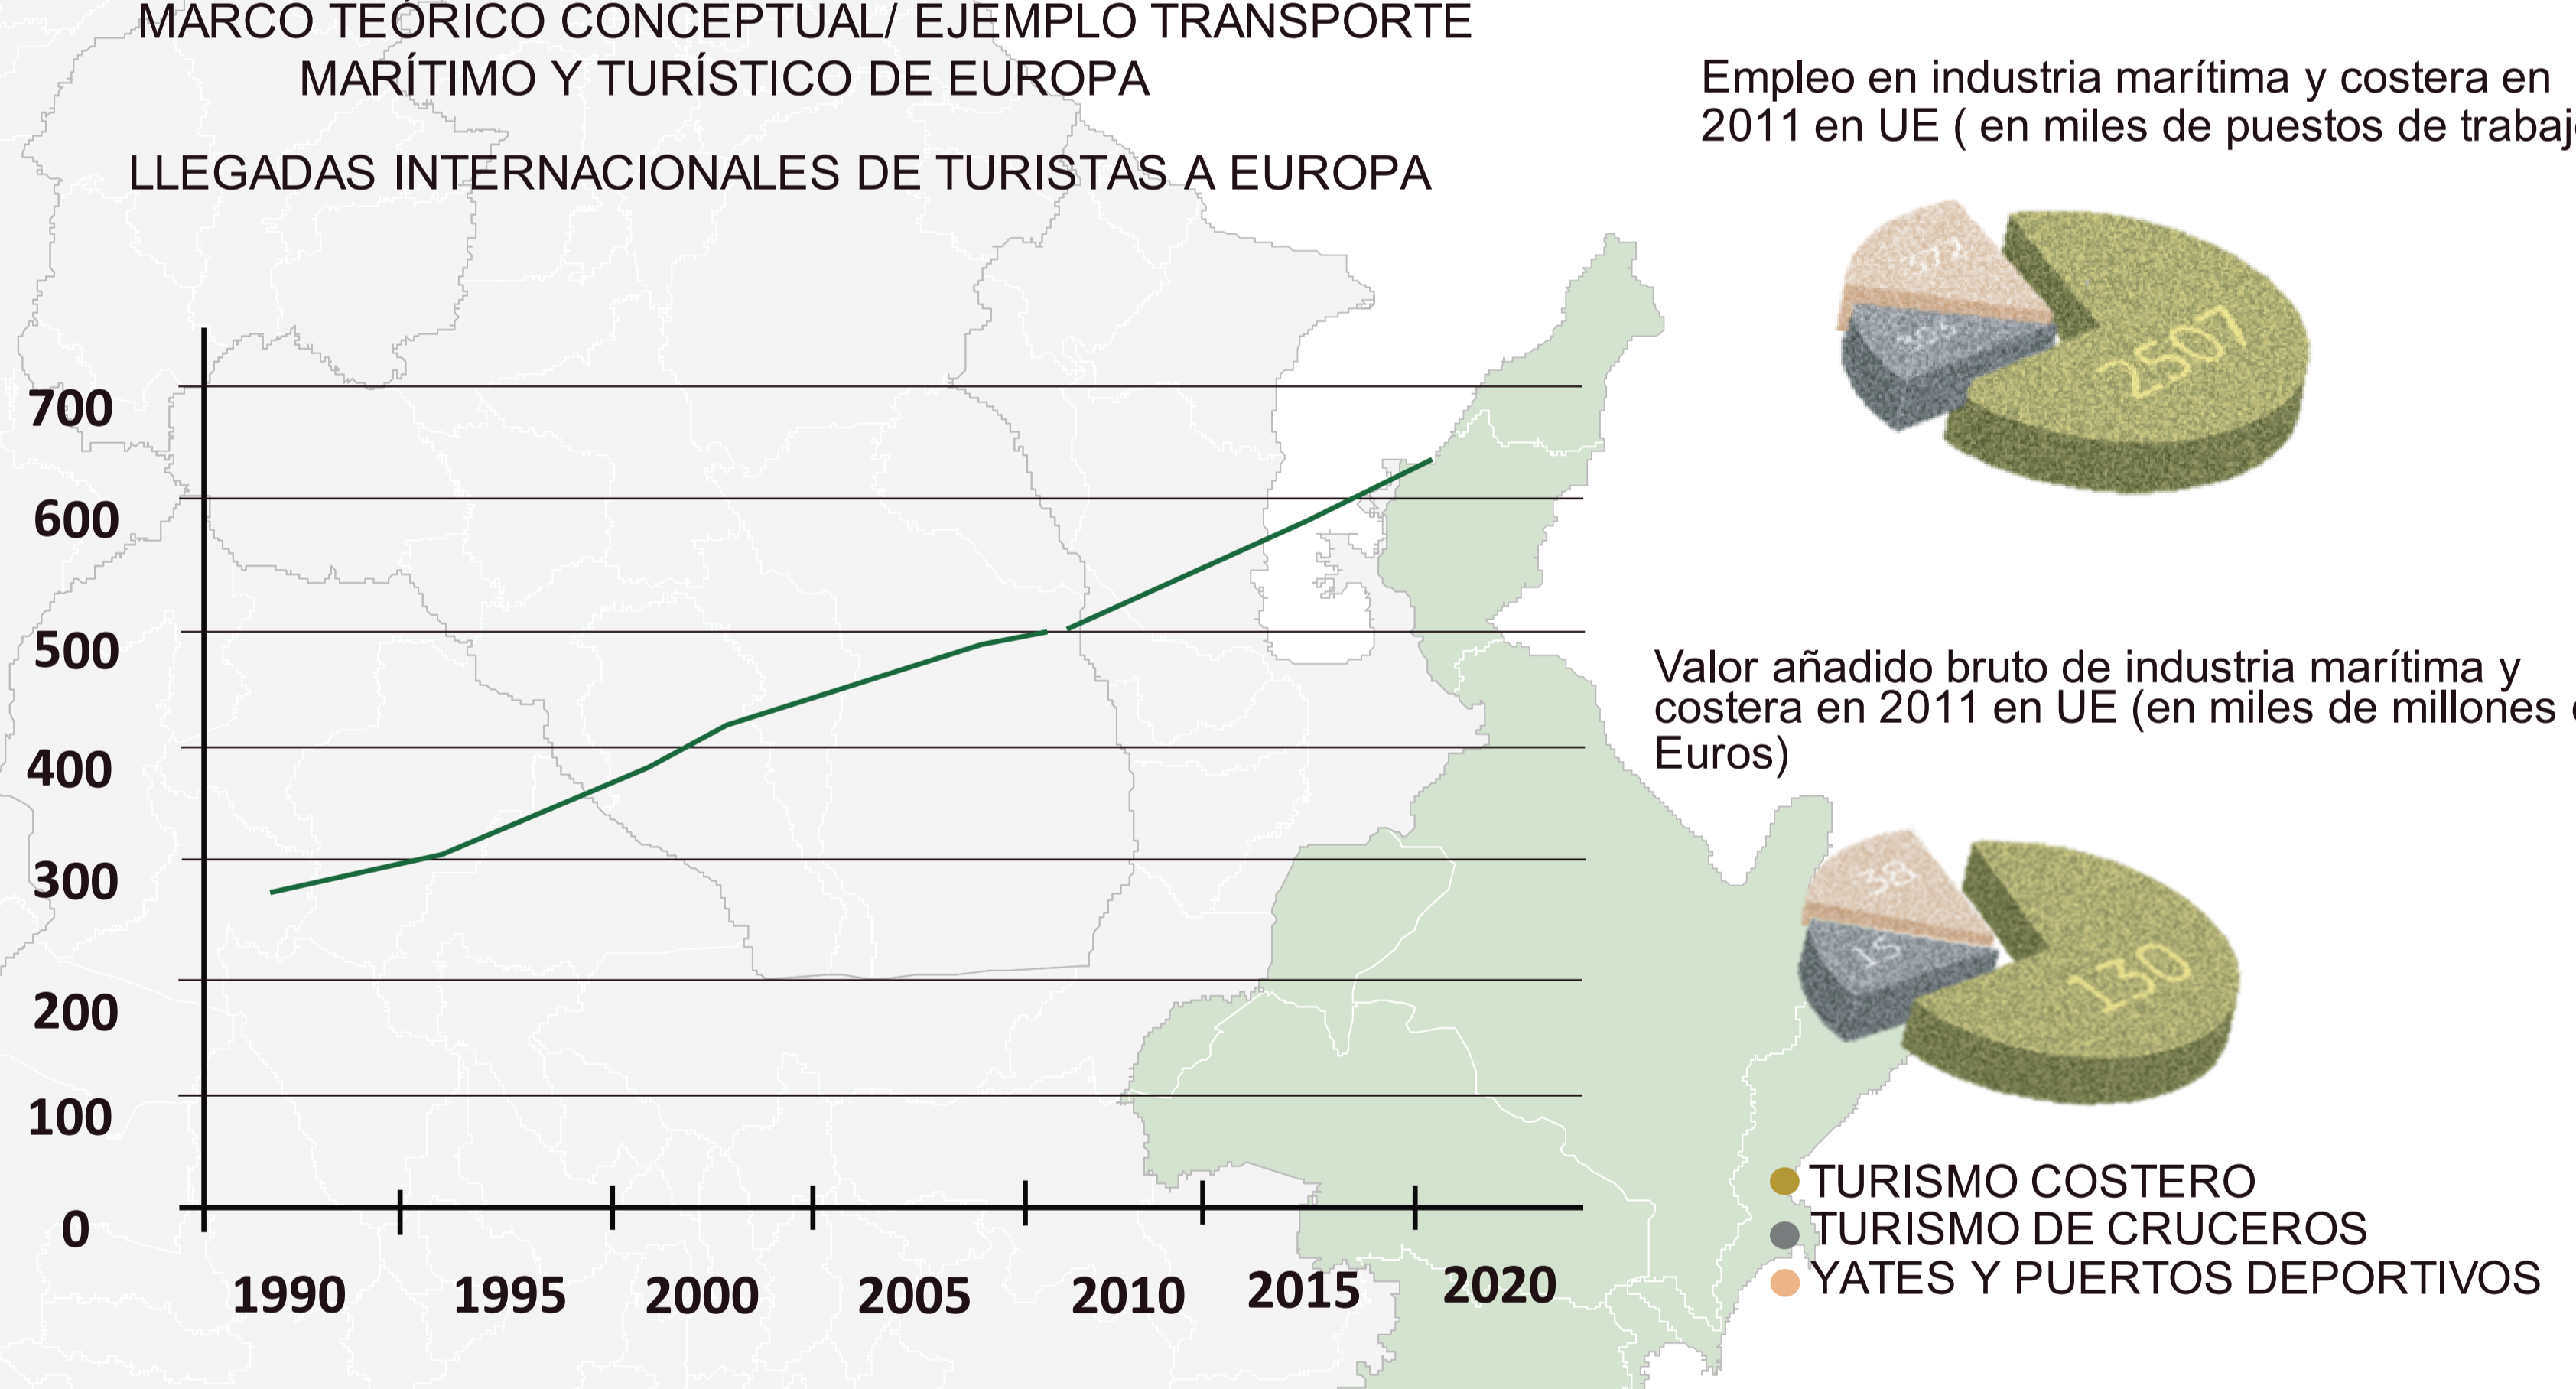 MARCO TEÓRICO CONCEPTUAL/ EJEMPLO TRANSPORTE
MARÍTIMO Y TURÍSTICO DE EUROPA
LLEGADAS INTERNACIONALES DE TURISTAS A EUROPA
700
600
500
400
300
200
100
0
1990 1995 2000 2005 2010 2015 2020
Empleo en industria marítima y costera en
2011 en UE ( en miles de puestos de trabaj
372
2507
Valor añadido bruto de industria marítima y
costera en 2011 en UE (en miles de millones
Euros)
38
15
130
TURISMO COSTERO
TURISMO DE CRUCEROS
YATES Y PUERTOS DEPORTIVOS